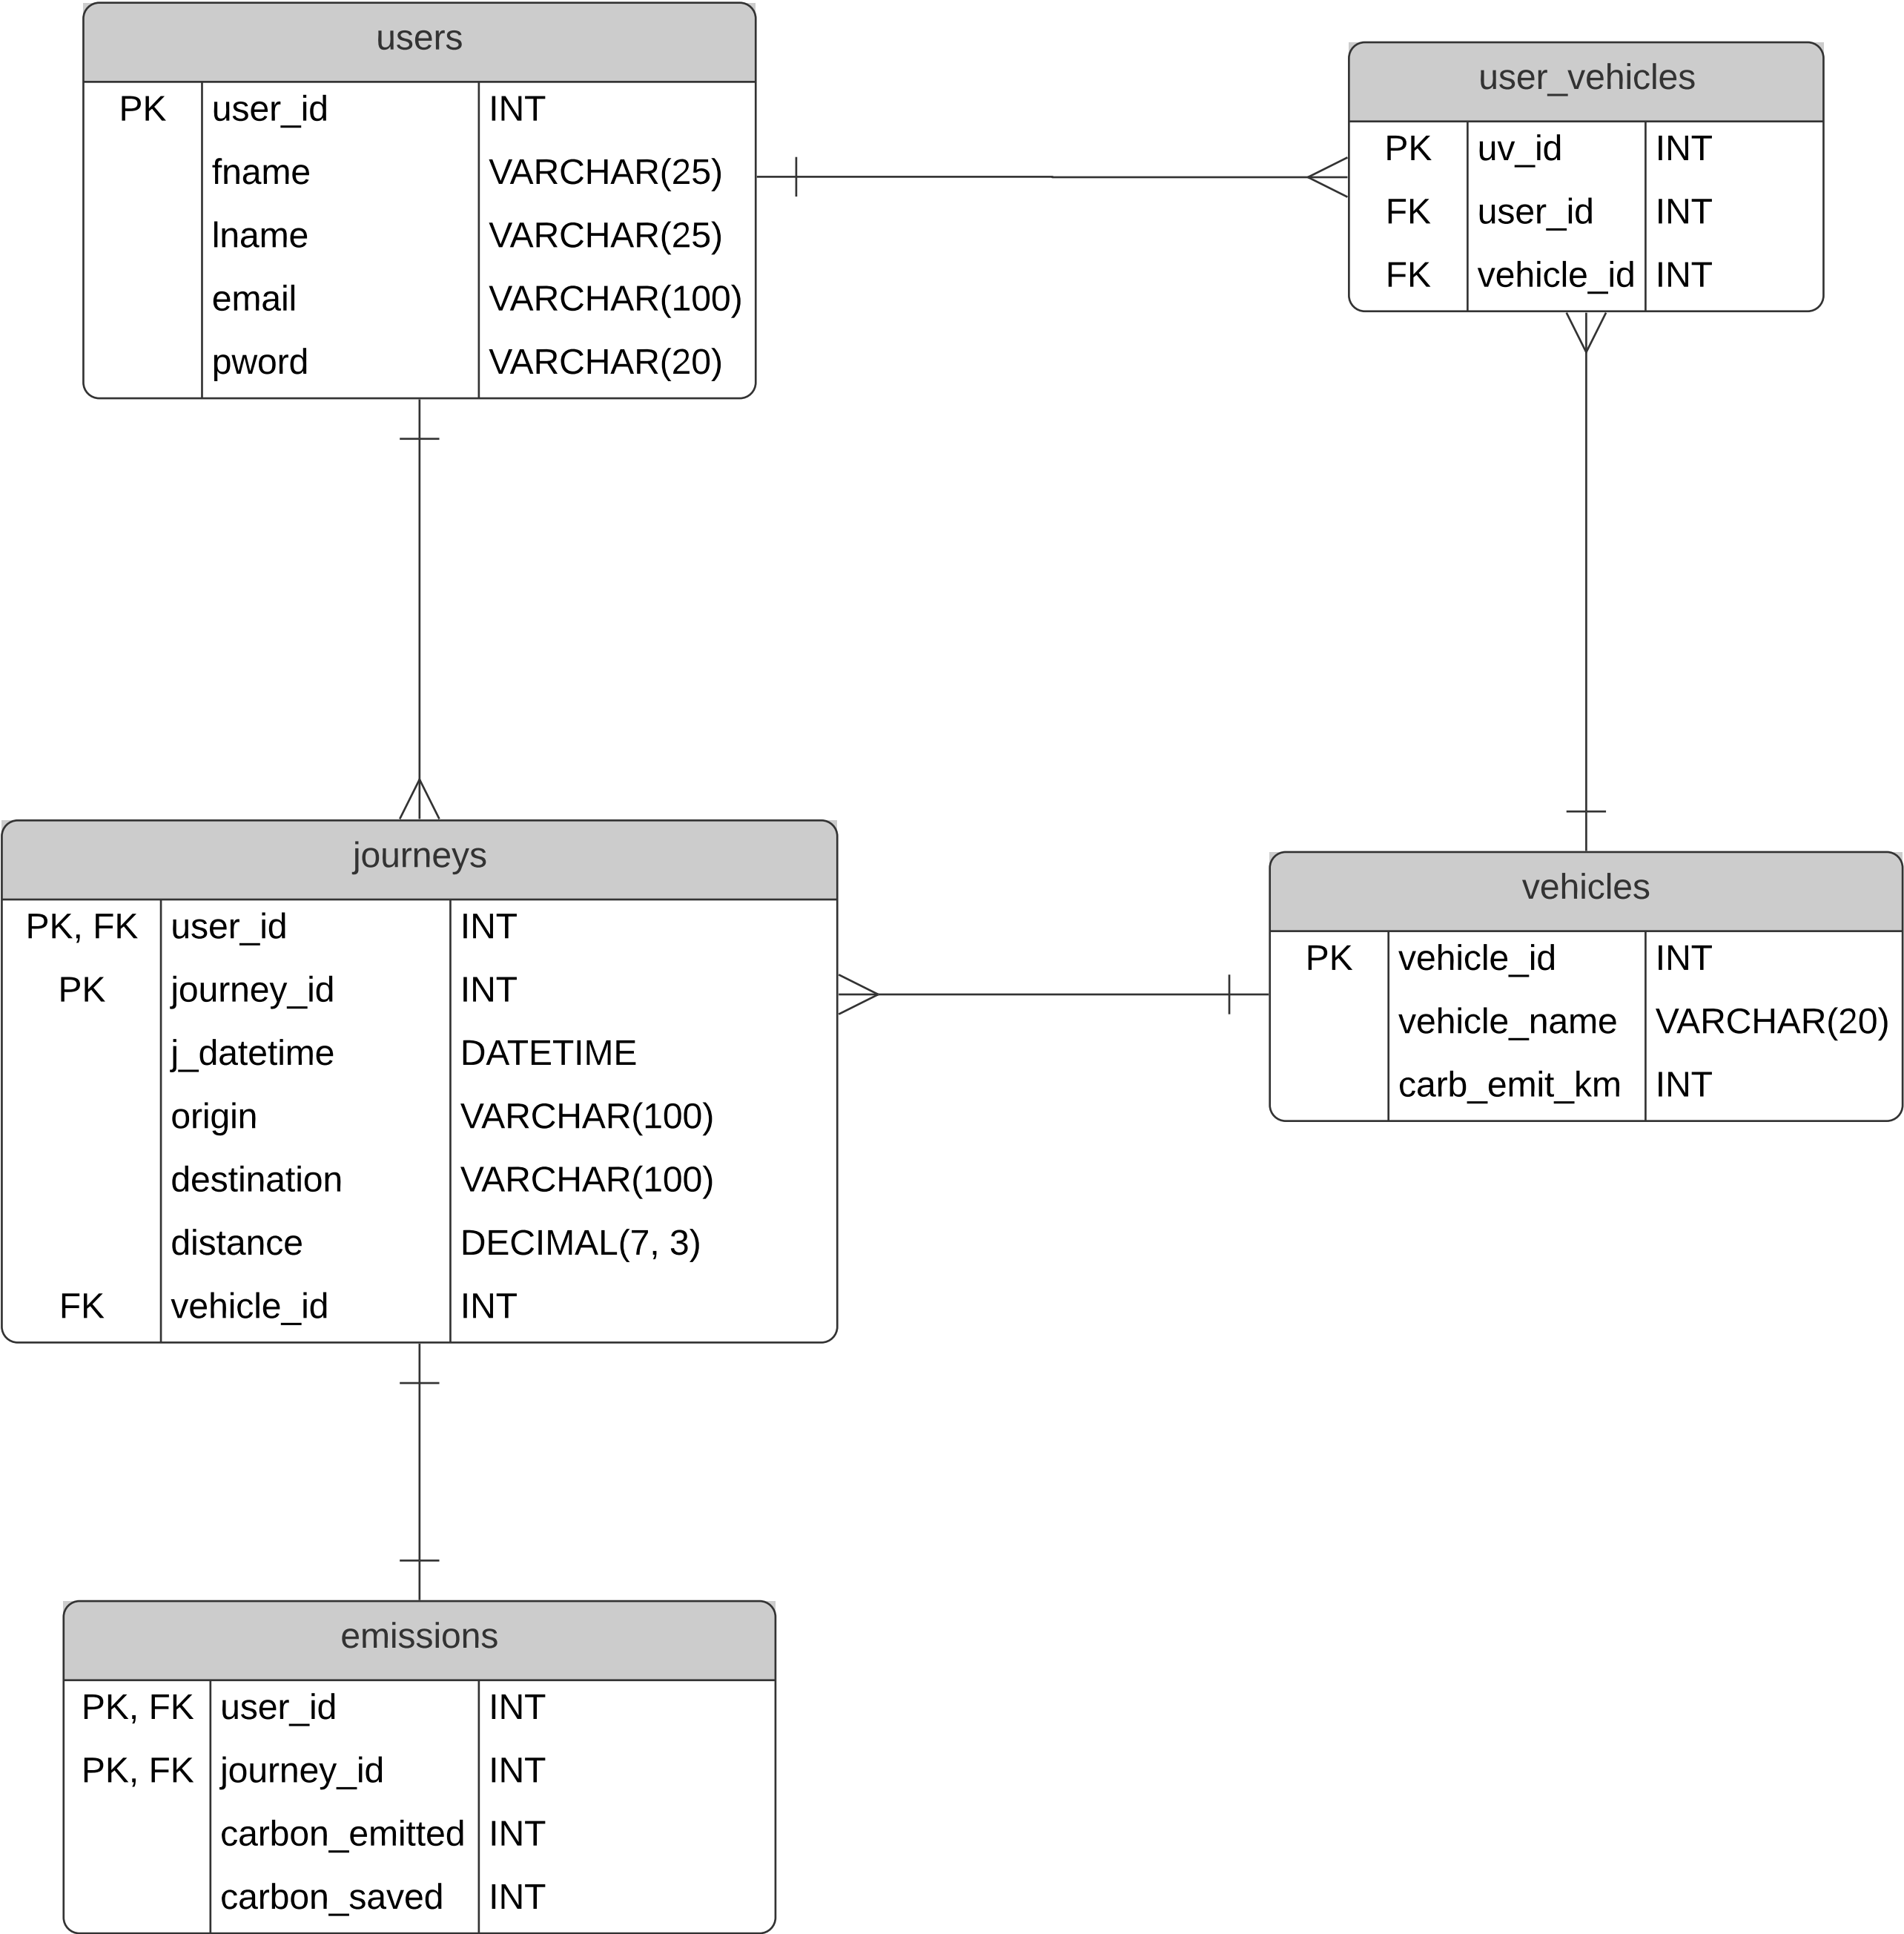 users
PK user_id INT
fname VARCHAR(25)
lname VARCHAR(25)
email VARCHAR(100)
pword VARCHAR(20)
user_vehicles
PK uv_id INT
FK user_id INT
FK vehicle_id INT
journeys
PK, FK user_id INT
PK journey_id INT
j_datetime DATETIME
origin VARCHAR(100)
destination VARCHAR(100)
distance DECIMAL(7, 3)
FK vehicle_id INT
vehicles
PK vehicle_id INT
vehicle_name VARCHAR(20)
carb_emit_km INT
emissions
PK, FK user_id INT
PK, FK journey_id INT
carbon_emitted INT
carbon_saved INT